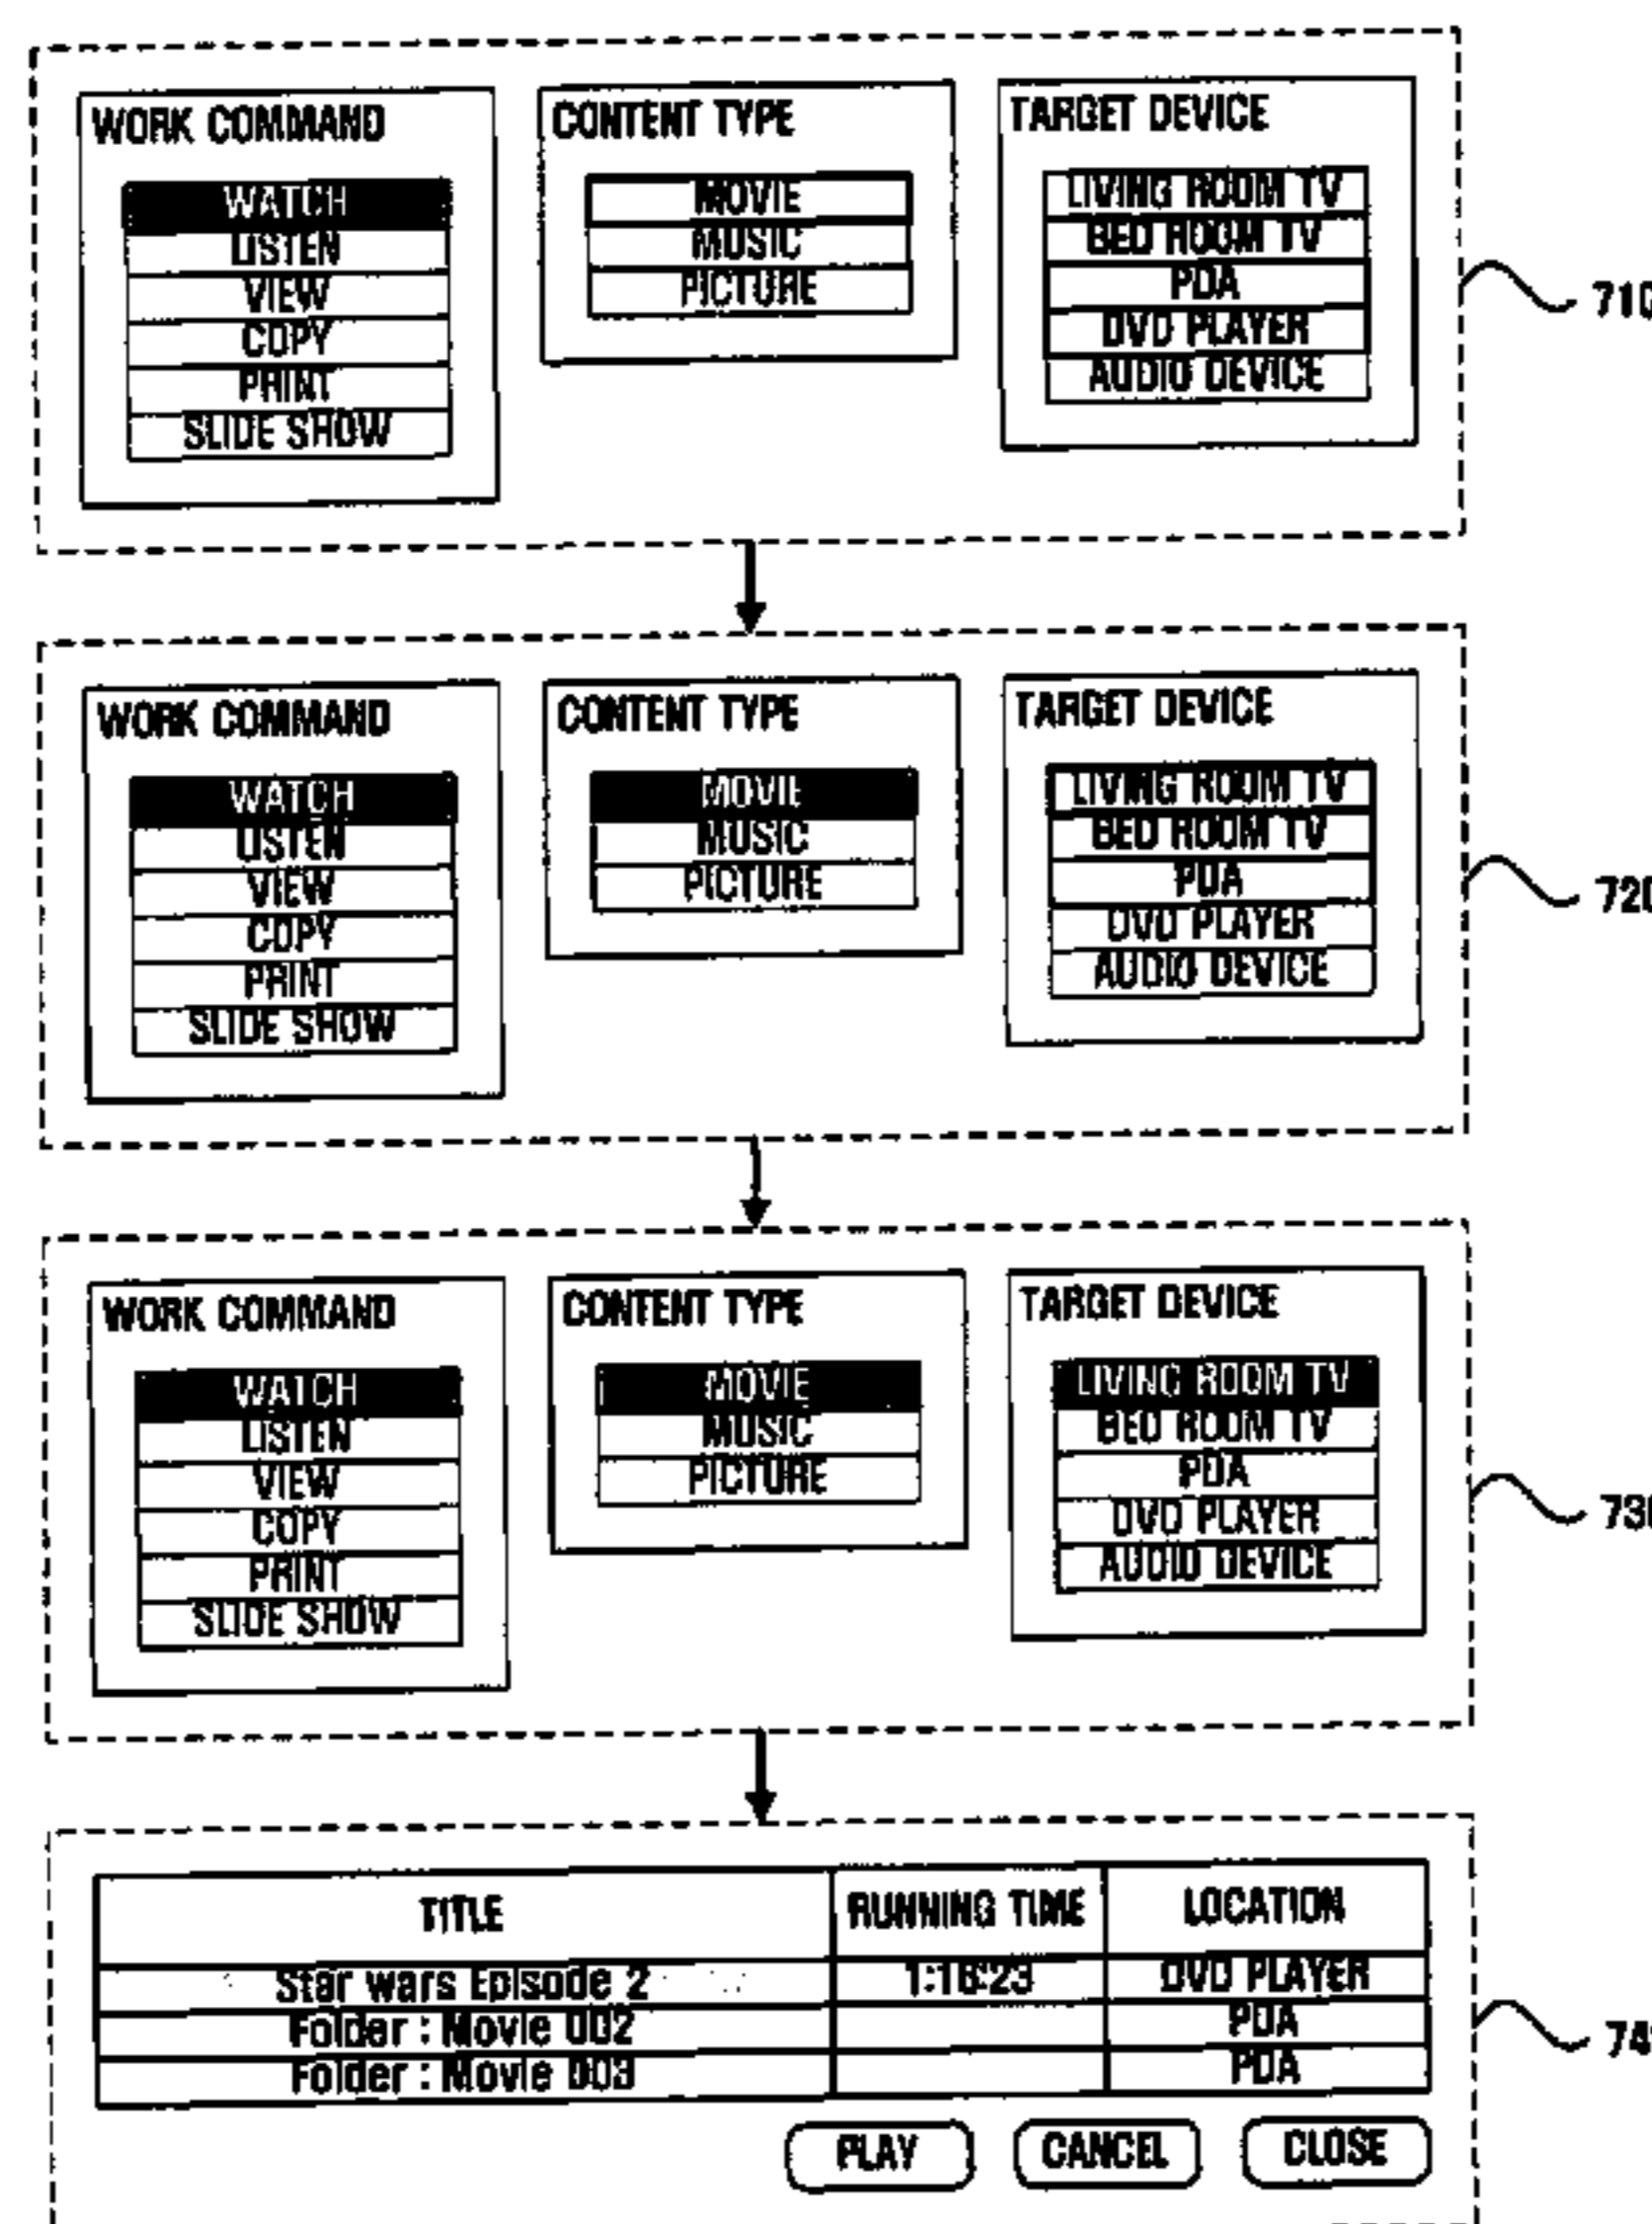 WORK COMMAND
WATCH
LISTEN
VIEW
COPY
PRINT
SLIDE SHOW
CONTENT TYPE
MOVIE
MUSIC
PICTURE
TARGET DEVICE
LIVING ROOM TV
BED ROOM TV
PDA
DVD PLAYER
AUDIO DEVICE
710
WORK COMMAND
WATCH
LISTEN
VIEW
COPY
PRINT
SLIDE SHOW
CONTENT TYPE
MOVIE
MUSIC
PICTURE
TARGET DEVICE
LIVING ROOM TV
BED ROOM TV
PDA
DVD PLAYER
AUDIO DEVICE
720
WORK COMMAND
WATCH
LISTEN
VIEW
COPY
PRINT
SLIDE SHOW
CONTENT TYPE
MOVIE
MUSIC
PICTURE
TARGET DEVICE
LIVING ROOM TV
BED ROOM TV
PDA
DVD PLAYER
AUDIO DEVICE
730
TITLE RUNNING TIME LOCATION
Star wars Episode 2 1:16:23 DVD PLAYER
Folder : Movie 002 PDA
Folder : Movie 003 PDA
PLAY CANCEL CLOSE